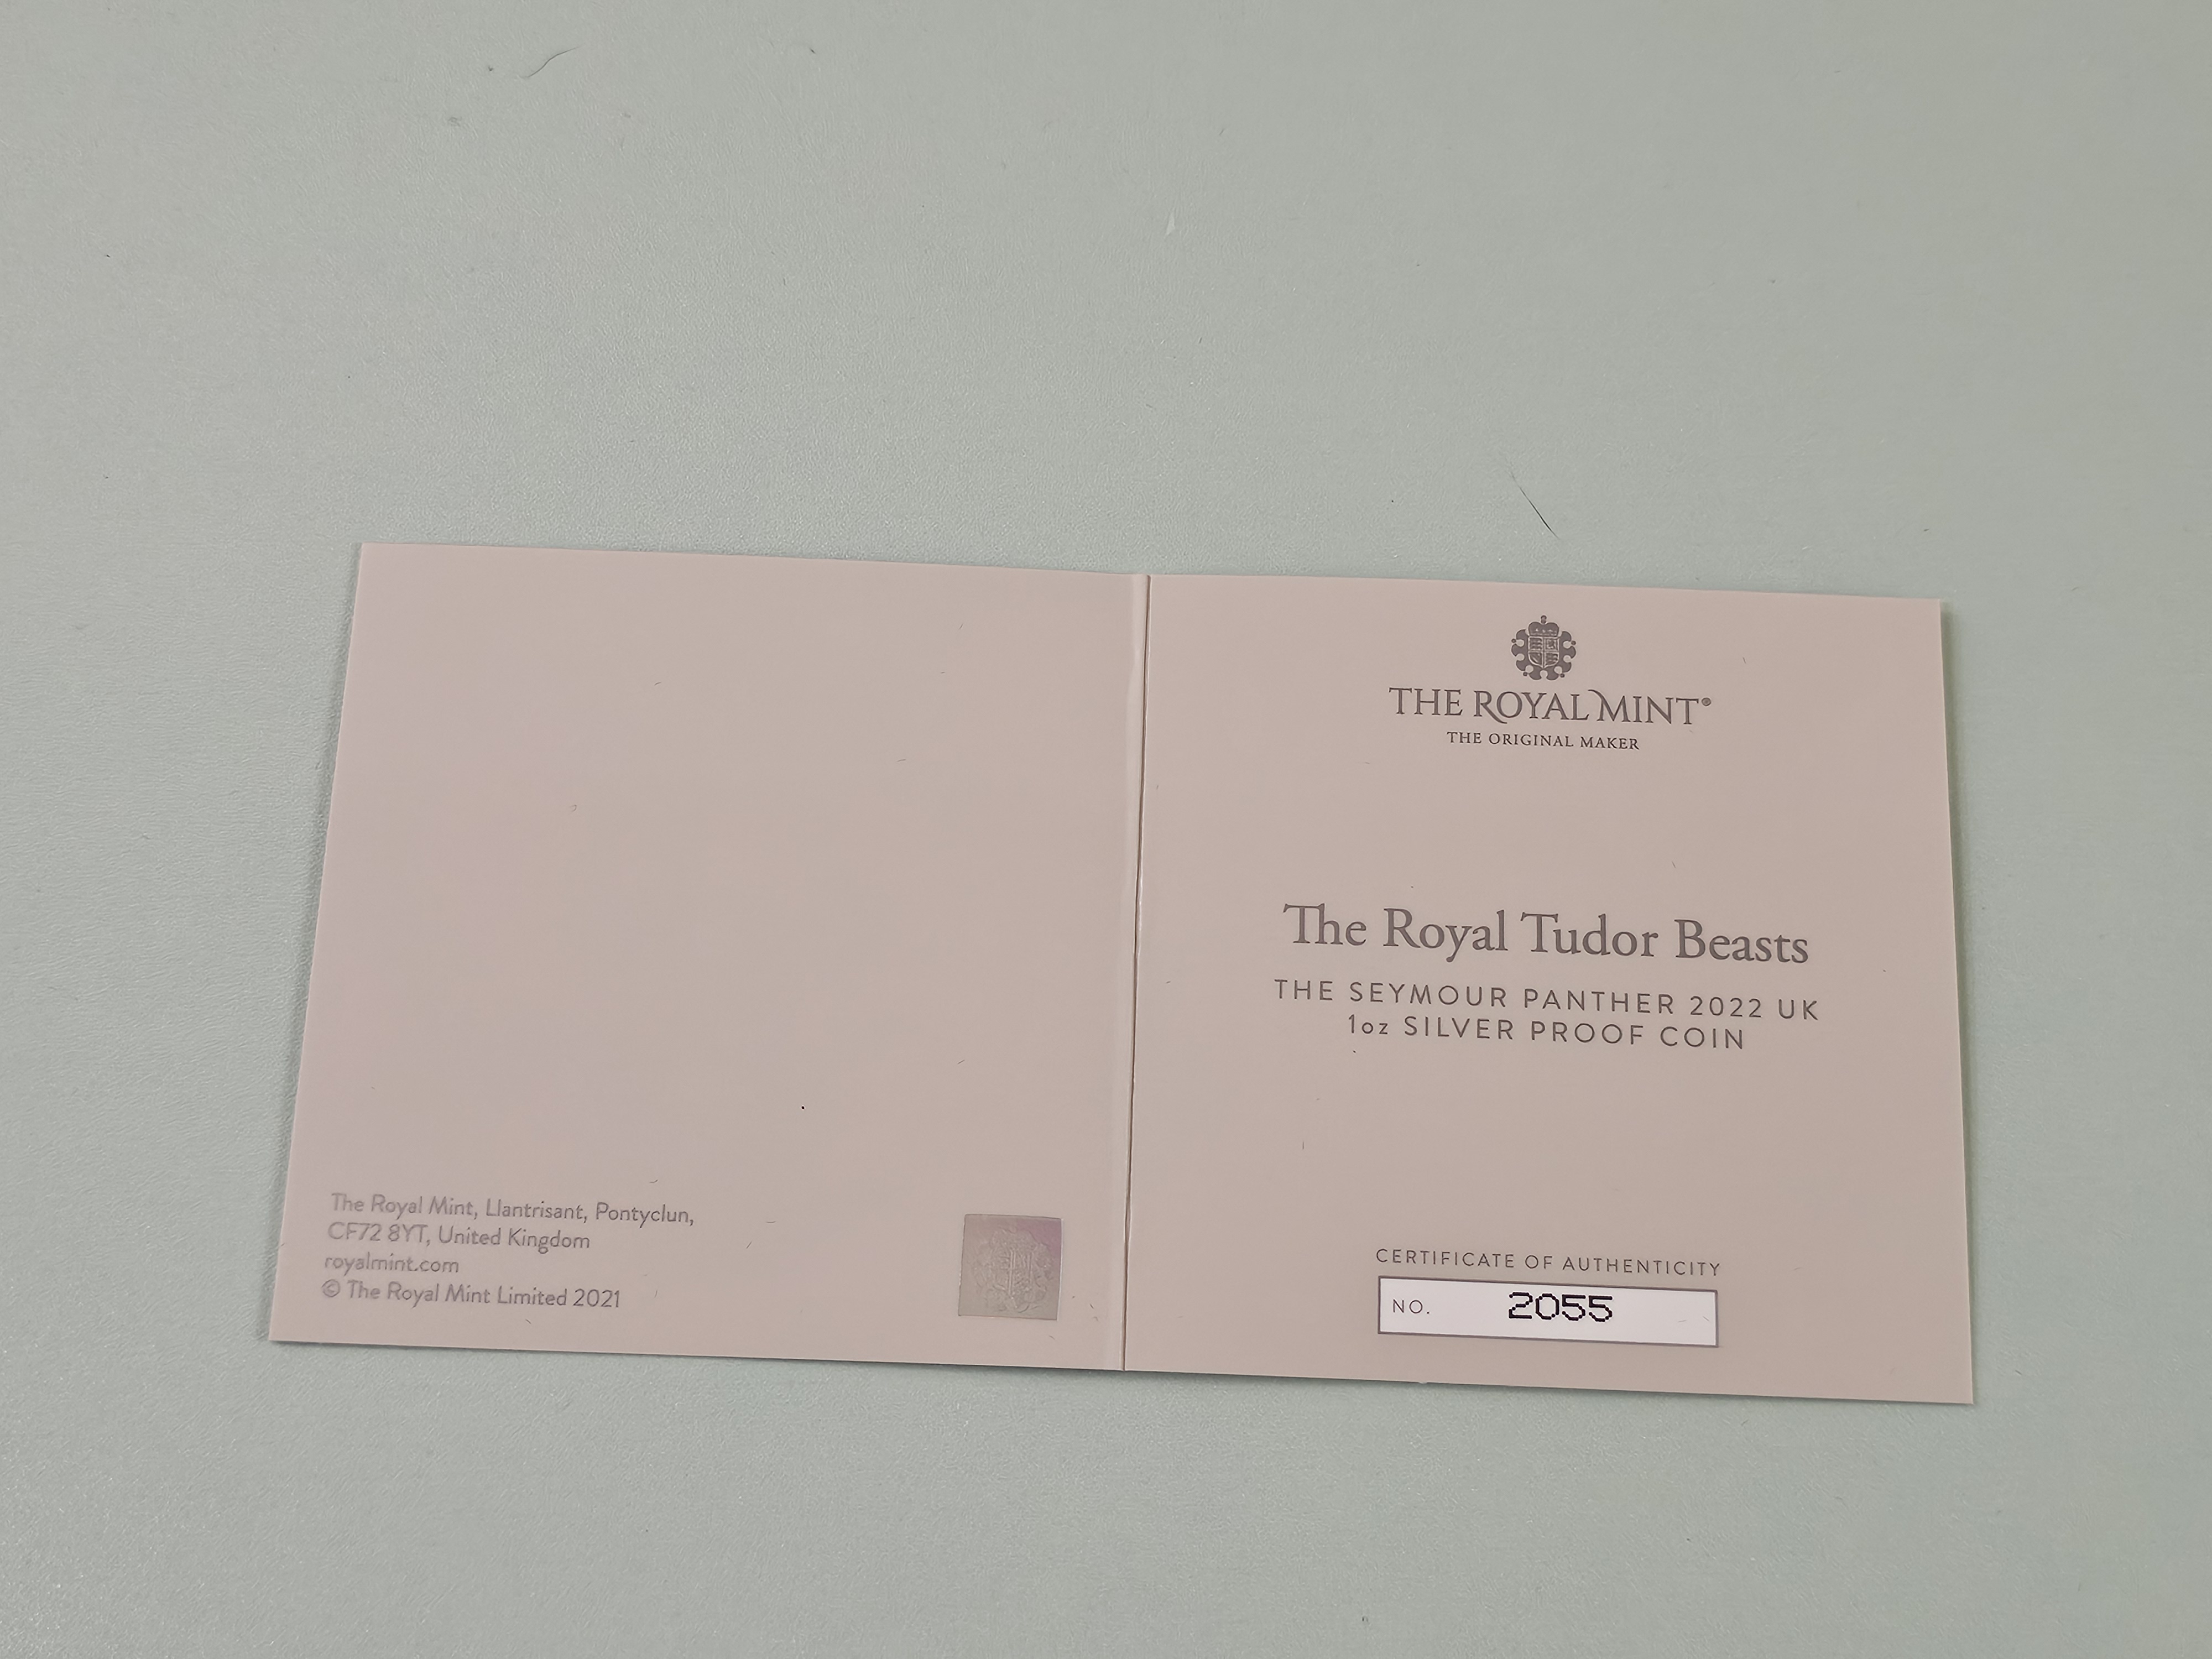 The Royal Mint, Llantrisant, Pontyclun,
CF72 8YT, United Kingdom
royalmint.com
© The Royal Mint Limited 2021
THE ROYAL MINT®
THE ORIGINAL MAKER
The Royal Tudor Beasts
THE SEYMOUR PANTHER 2022 UK
1oz SILVER PROOF COIN
CERTIFICATE OF AUTHENTICITY
NO. 2055